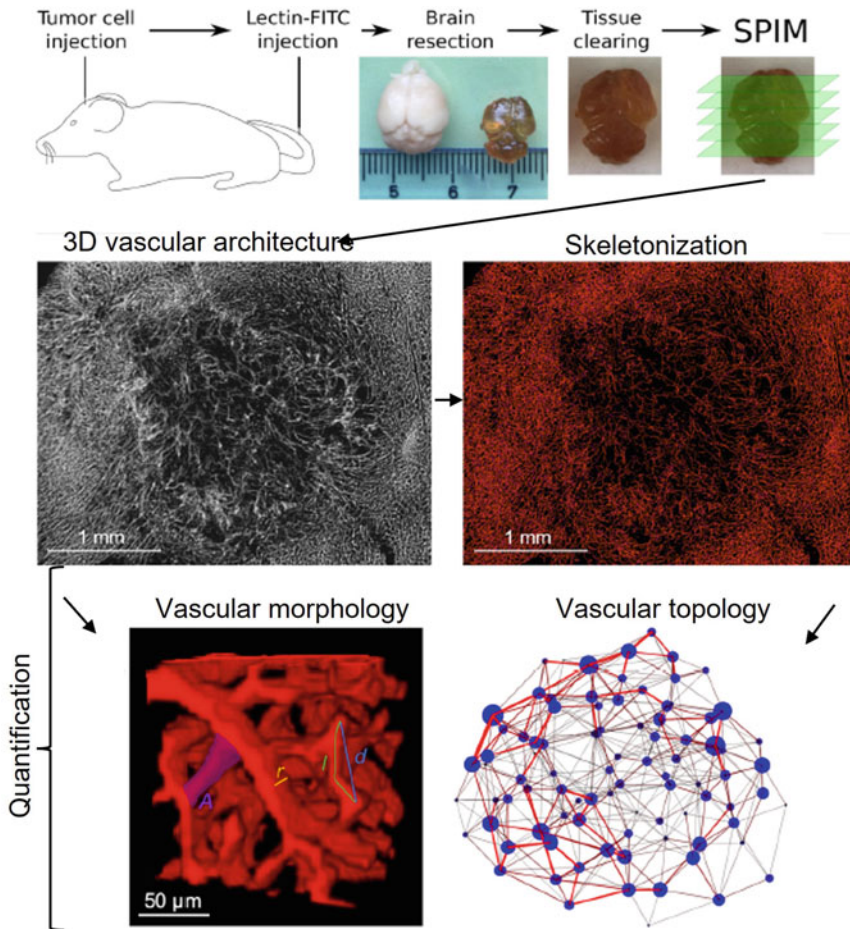 Tumor cell
injection
Lectin-FITC
injection
Brain
resection
Tissue
clearing
SPIM
5
6
7
3D vascular architecture
Skeletonization
1 mm
1 mm
Vascular morphology
Vascular topology
Quantification
A
r
l
d
50 µm